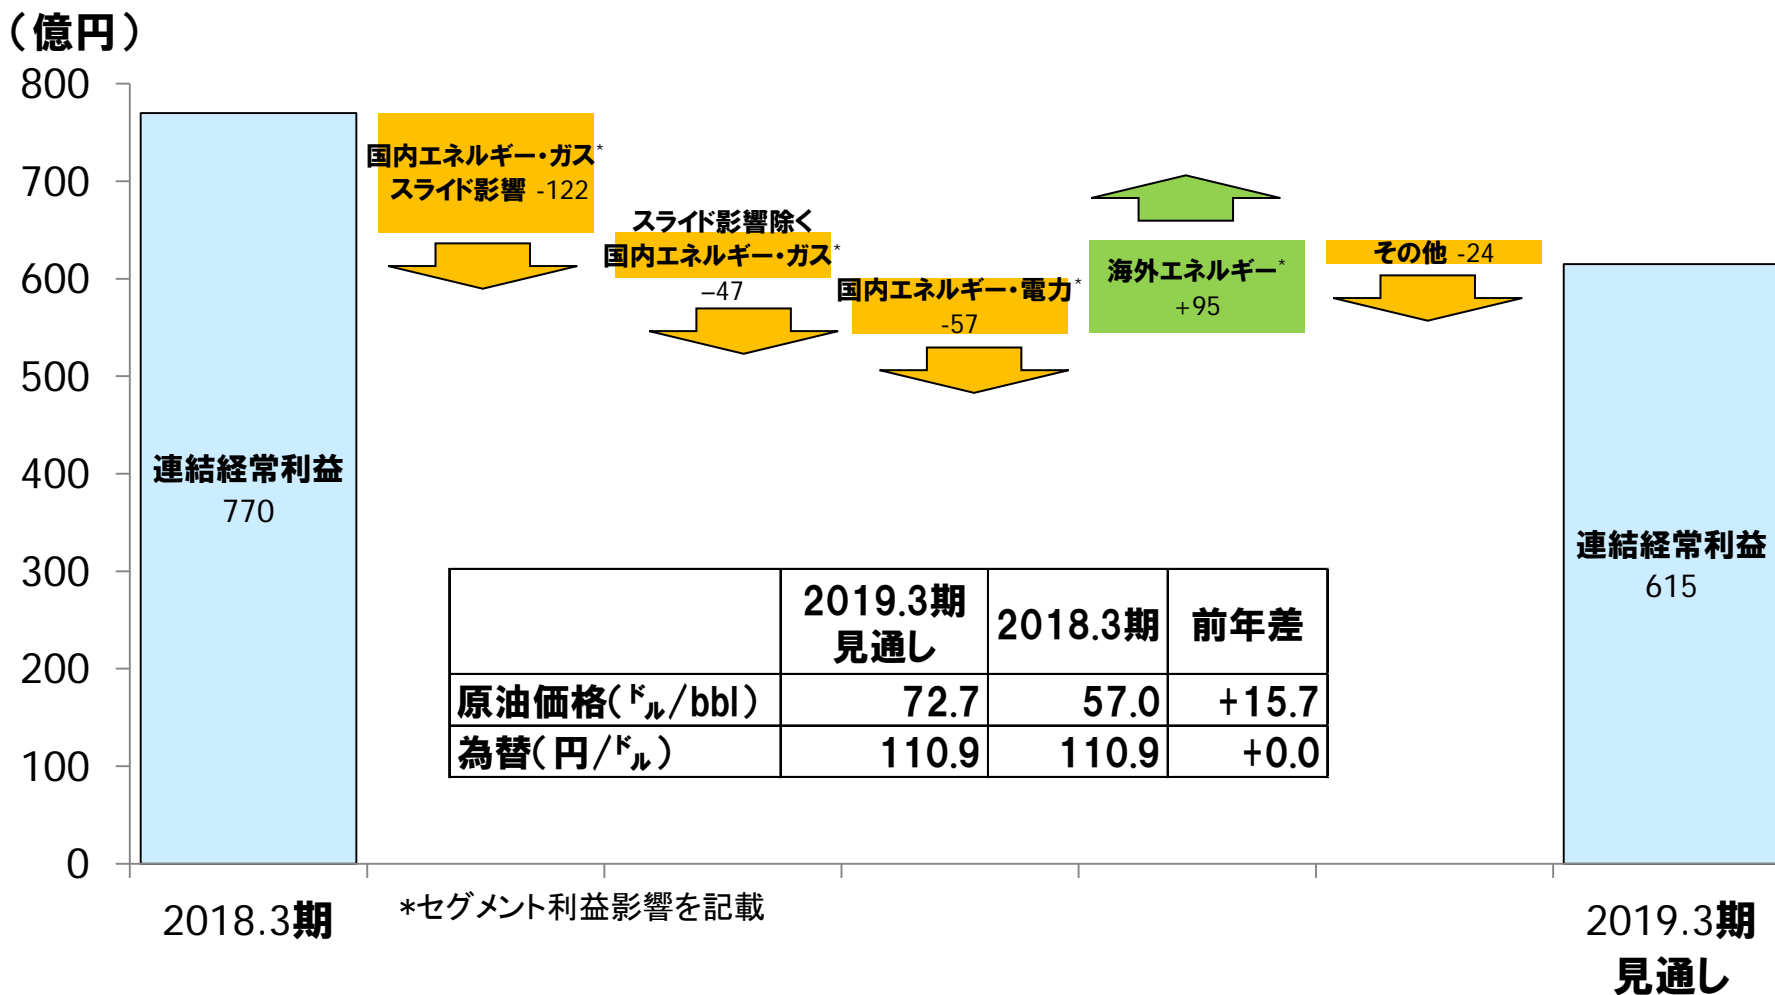 （億円）
800
700
600
500
400
300
200
100
0
連結経常利益
770
国内エネルギー・ガス*
スライド影響 -122
スライド影響除く
国内エネルギー・ガス*
–47
国内エネルギー・電力*
-57
海外エネルギー*
+95
その他 -24
連結経常利益
615
2019.3期 見通し 2018.3期 前年差
原油価格(㌦/bbl) 72.7 57.0 +15.7
為替(円/㌦) 110.9 110.9 +0.0
2018.3期
*セグメント利益影響を記載
2019.3期
見通し